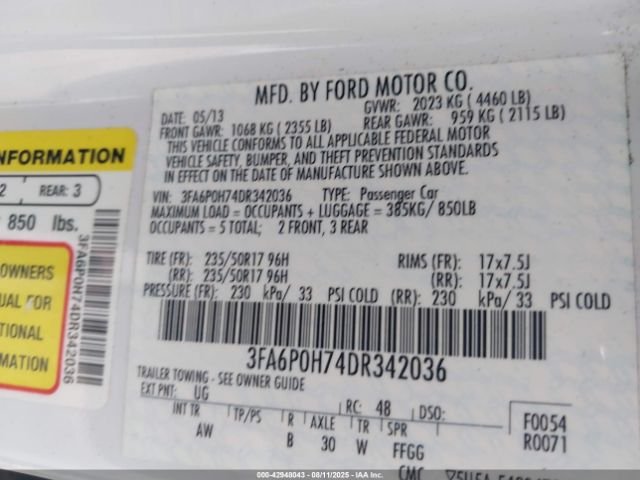 MFD. BY FORD MOTOR CO.
DATE: 05/13 GVWR: 2023 KG ( 4460 LB)
FRONT GAWR: 1068 KG ( 2355 LB) REAR GAWR: 959 KG ( 2115 LB)
THIS VEHICLE CONFORMS TO ALL APPLICABLE FEDERAL MOTOR
VEHICLE SAFETY, BUMPER, AND THEFT PREVENTION STANDARDS
IN EFFECT ON THE DATE OF MANUFACTURE SHOWN ABOVE.
VIN: 3FA6P0H74DR342036 TYPE: Passenger Car
MAXIMUM LOAD = OCCUPANTS + LUGGAGE = 385KG/ 850LB
OCCUPANTS = 5 TOTAL; 2 FRONT, 3 REAR
TIRE (FR): 235/50R17 96H RIMS (FR): 17x7.5J
(RR): 235/50R17 96H (RR): 17x7.5J
PRESSURE (FR): 230 kPa/ 33 PSI COLD (RR): 230 kPa/ 33 PSI COLD
3FA6P0H74DR342036
TRAILER TOWING - SEE OWNER GUIDE
EXT PNT: UG RC: 48 DSO: F0054
INT TR TP/PS R AXLE TR SPR R0071
AW B 30 W FFGG
CMC
INFORMATION
2 REAR: 3
850 lbs.
OWNERS
FOR
TIONAL
MATION
3FA6P0H74DR342036
000-42948043 - 08/11/2025 - IAAI.COM